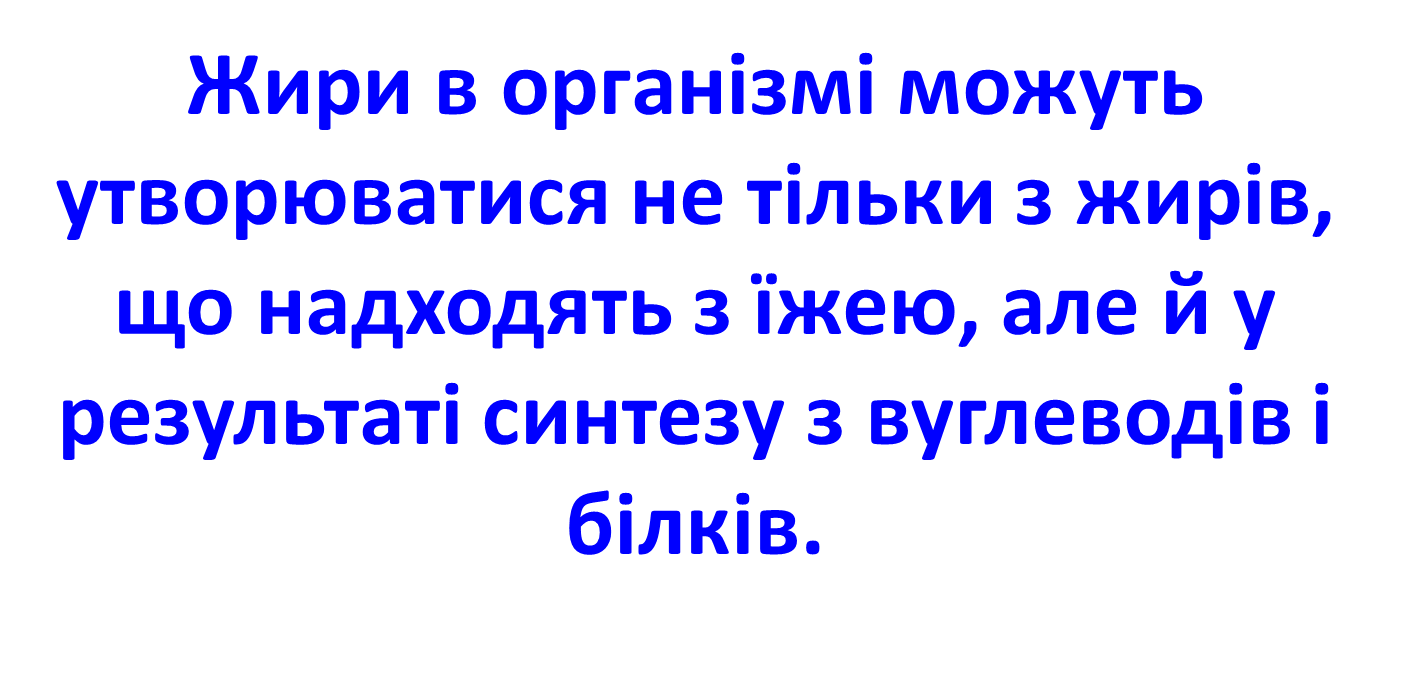 Жири в організмі можуть
утворюватися не тільки з жирів,
що надходять з їжею, але й у
результаті синтезу з вуглеводів і
білків.